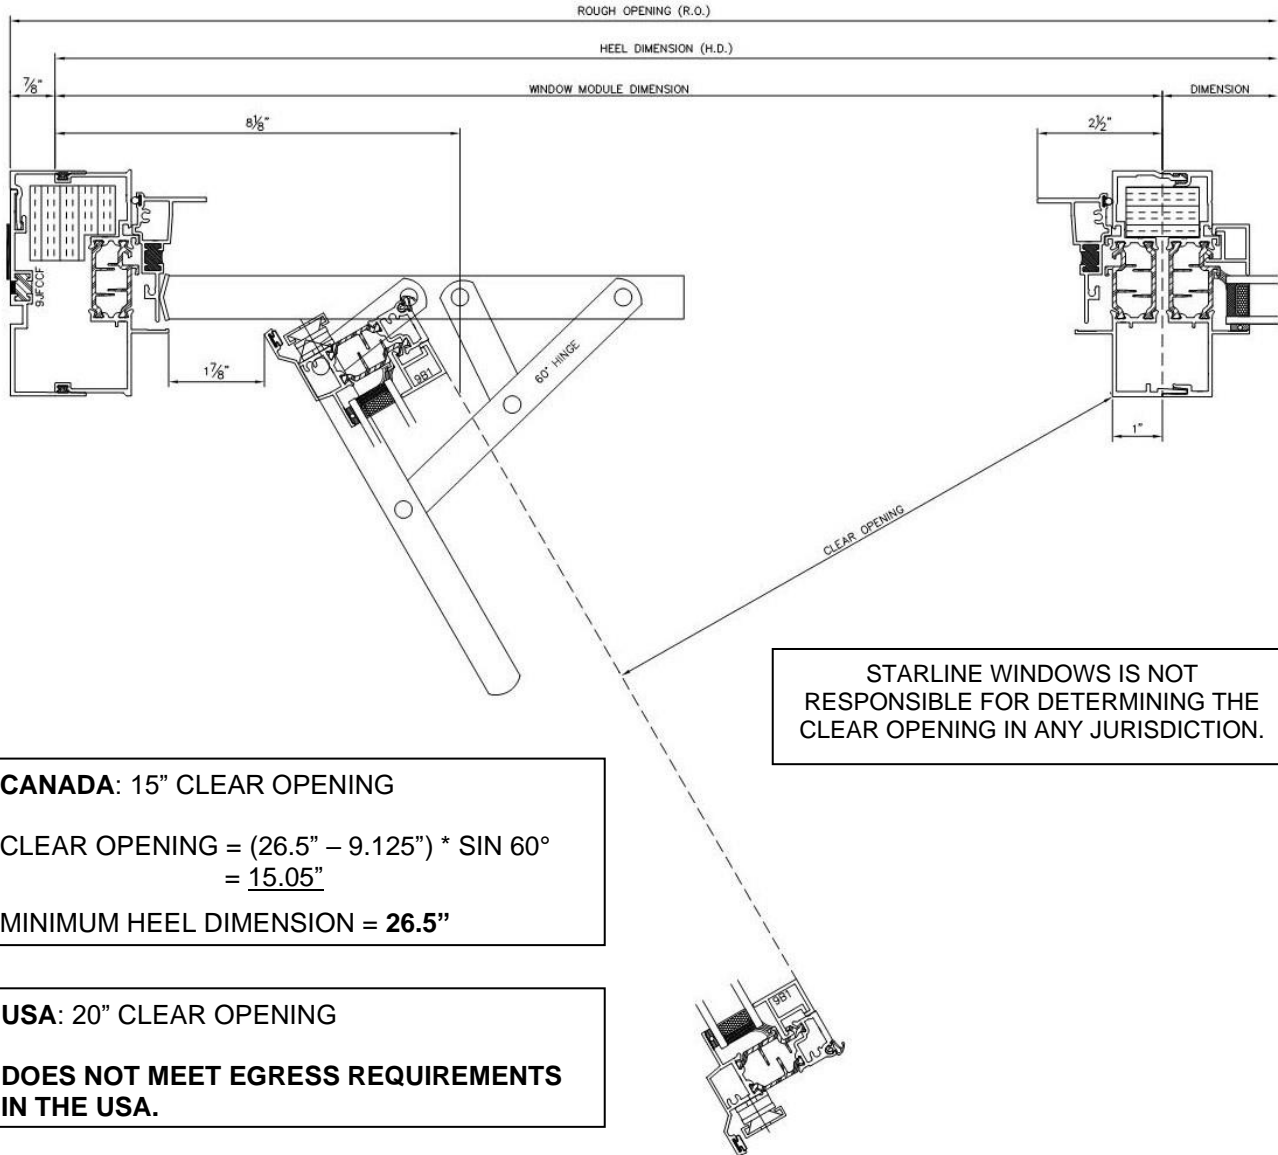 ROUGH OPENING (R.O.)
HEEL DIMENSION (H.D.)
7/8"
WINDOW MODULE DIMENSION
DIMENSION
8 1/8"
2 1/2"
9JFCCF
60° HINGE
1 7/8"
9B1
1"
CLEAR OPENING
STARLINE WINDOWS IS NOT
RESPONSIBLE FOR DETERMINING THE
CLEAR OPENING IN ANY JURISDICTION.
CANADA: 15” CLEAR OPENING
CLEAR OPENING = (26.5” – 9.125”) * SIN 60°
= 15.05”
MINIMUM HEEL DIMENSION = 26.5”
9B1
USA: 20” CLEAR OPENING
DOES NOT MEET EGRESS REQUIREMENTS
IN THE USA.